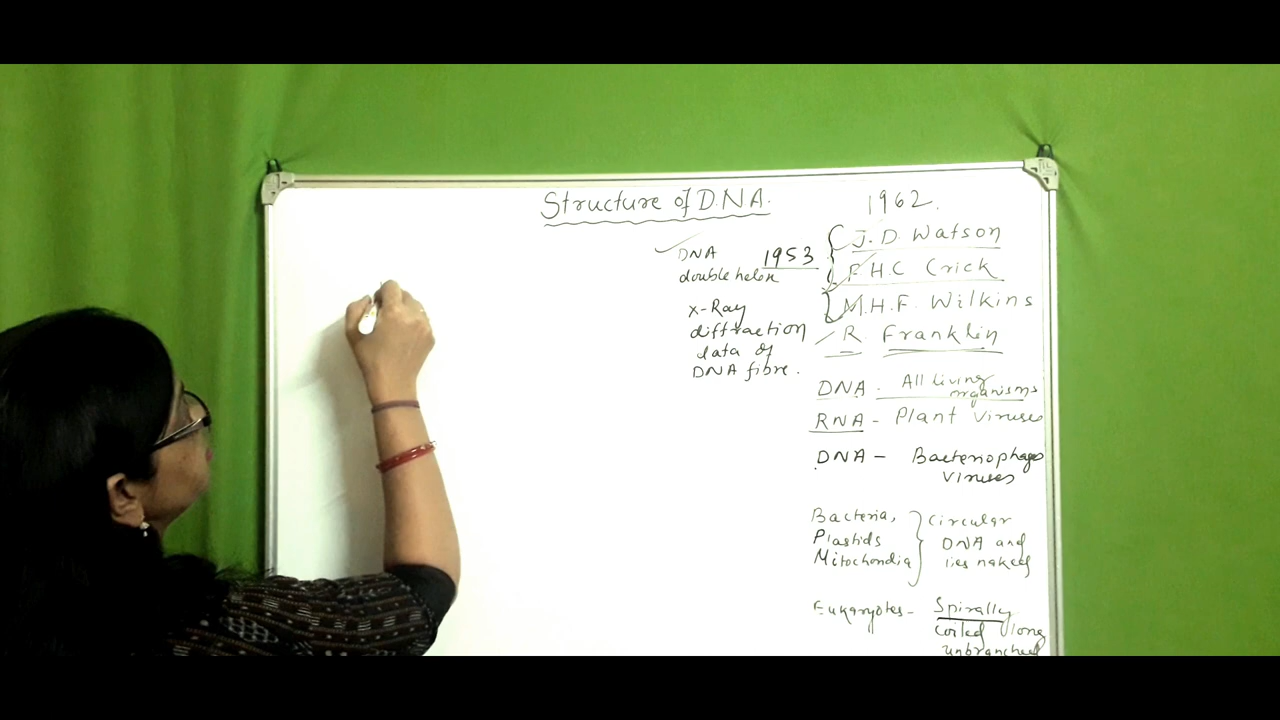 Structure of D.N.A.
1962.
DNA
double helix
1953
J. D. Watson
F.H.C Crick
M.H.F. Wilkins
R Franklin
x-Ray
diffraction
data of
DNA fibre.
DNA - All living
organisms
RNA - Plant Viruses
DNA - Bacteriophages
Viruses
Bacteria,
Plastids
Mitochondia
Circular
DNA and
lies naked
Eukaryotes - Spirally
coiled long
unbranched